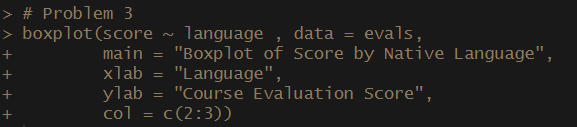 > # Problem 3
> boxplot(score ~ language , data = evals,
+         main = "Boxplot of Score by Native Language",
+         xlab = "Language",
+         ylab = "Course Evaluation Score",
+         col = c(2:3))